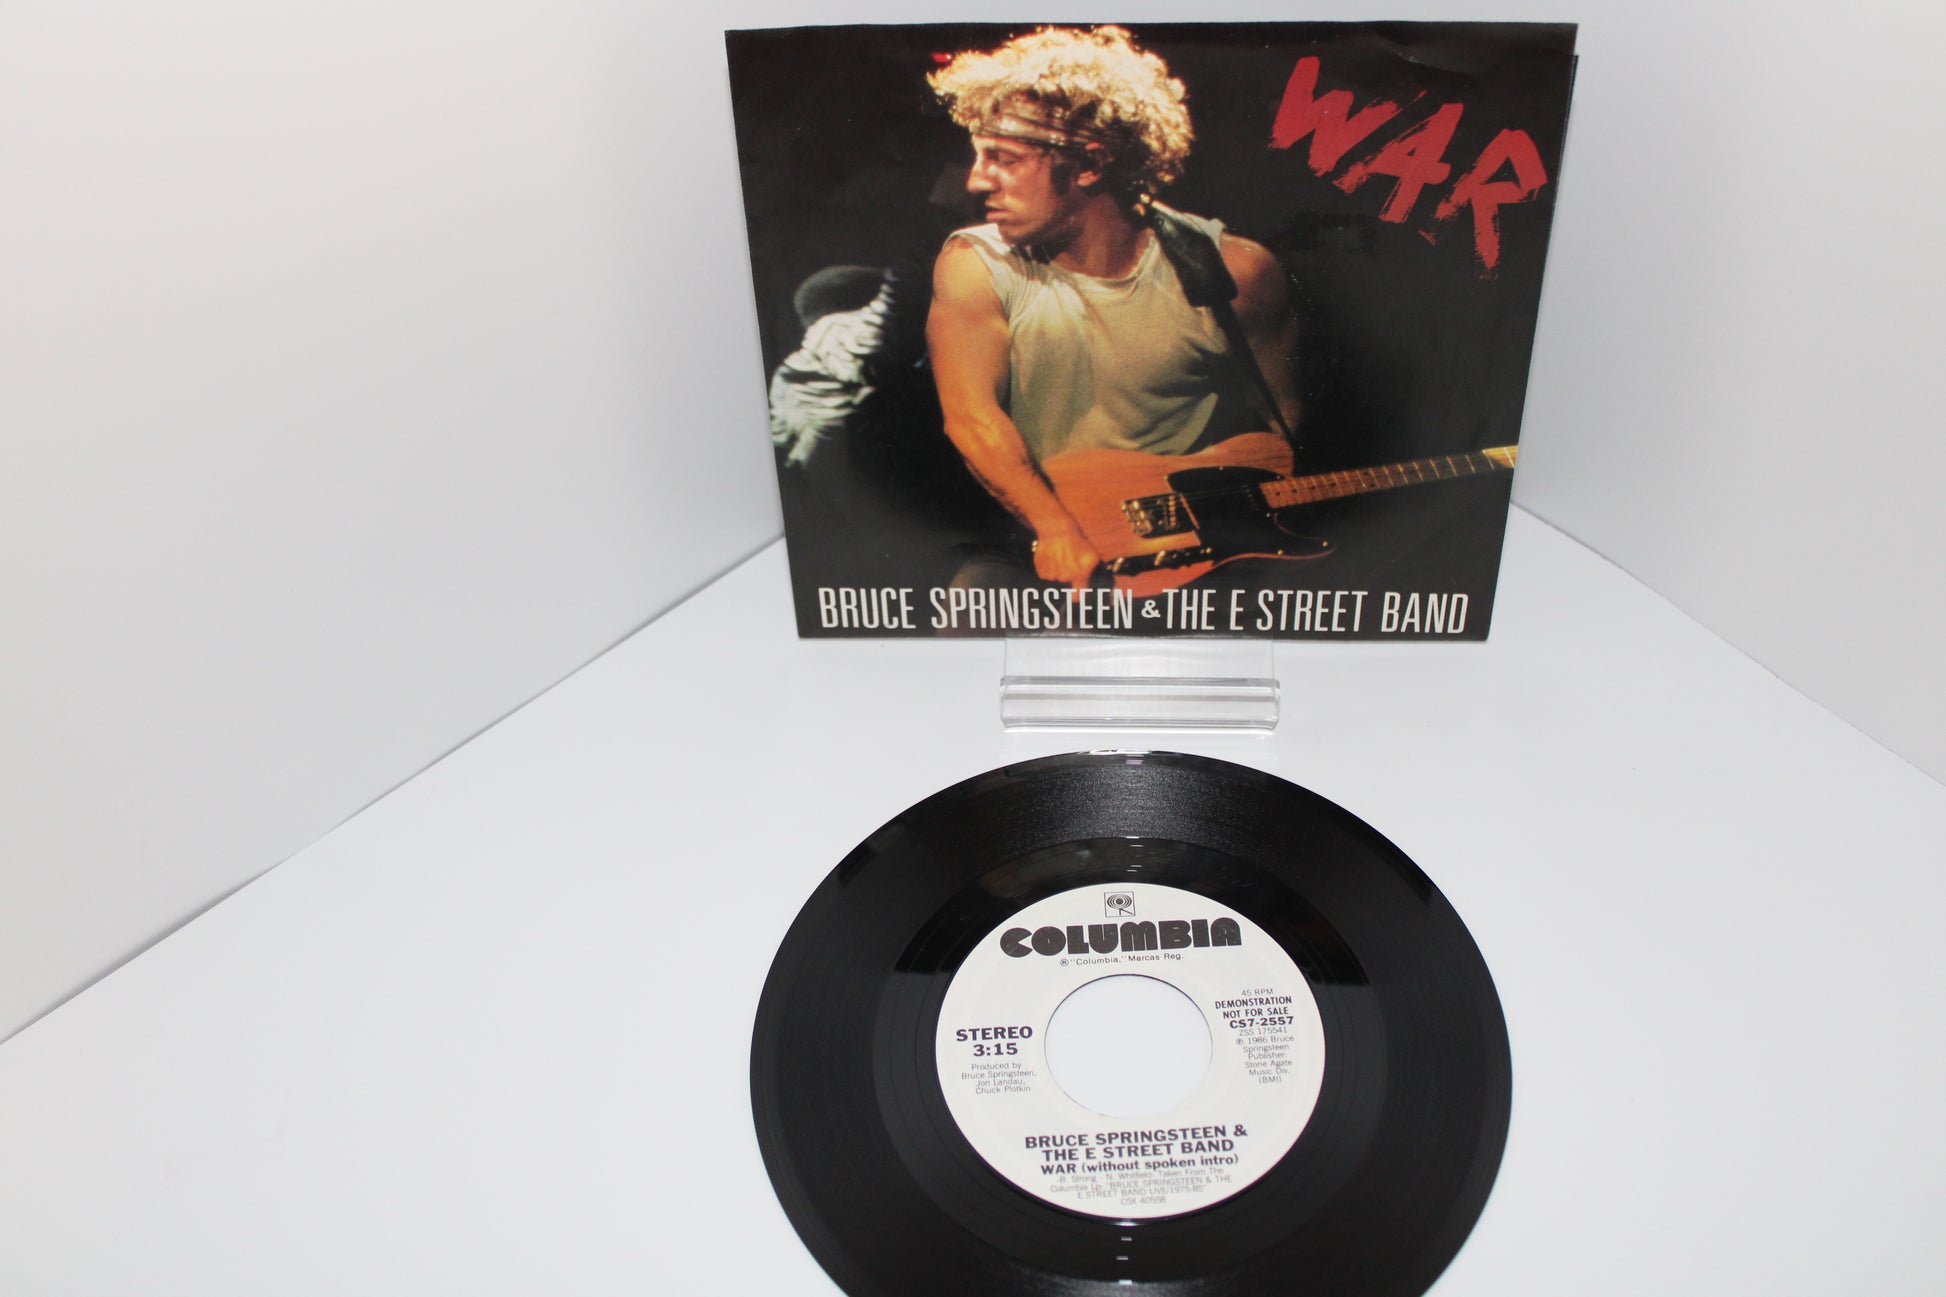 WAR
BRUCE SPRINGSTEEN & THE E STREET BAND
COLUMBIA
® "Columbia," Marcas Reg.
STEREO
3:15
Produced by
Bruce Springsteen,
Jon Landau,
Chuck Plotkin
45 RPM
DEMONSTRATION
NOT FOR SALE
CS7-2557
ZSS 175541
℗ 1986 Bruce
Springsteen
Publisher:
Stone Agate
Music Div.
(BMI)
BRUCE SPRINGSTEEN &
THE E STREET BAND
WAR (without spoken intro)
-B. Strong - N. Whitfield- Taken From The
Columbia Lp: "BRUCE SPRINGSTEEN & THE
E STREET BAND LIVE/1975-85"
CSX 40558